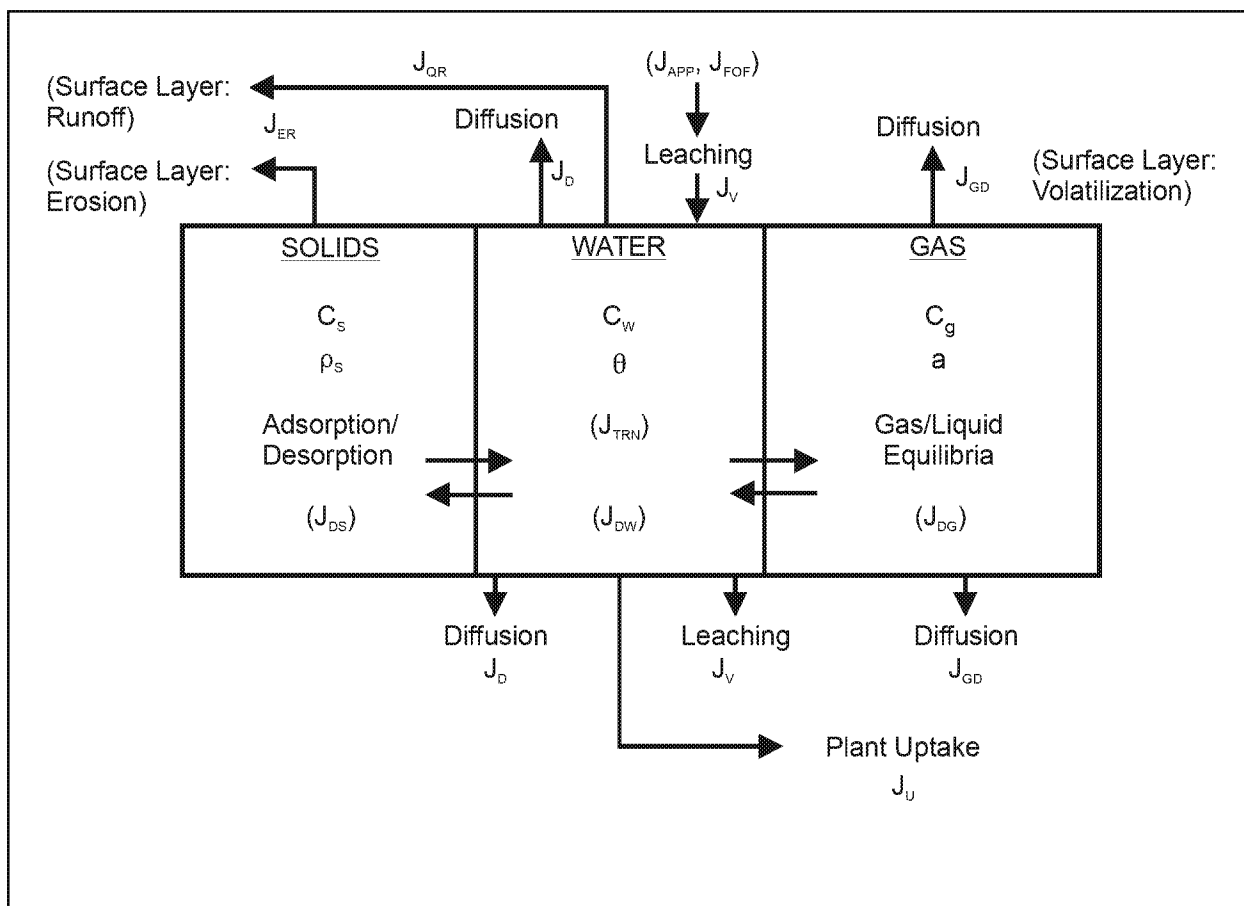 J_QR
(J_APP, J_FOF)
(Surface Layer:
Runoff)
J_ER
Diffusion
J_D
Leaching
J_V
Diffusion
J_GD
(Surface Layer:
Volatilization)
(Surface Layer:
Erosion)
SOLIDS
WATER
GAS
C_S
C_W
C_g
ρ_S
θ
a
Adsorption/
Desorption
(J_TRN)
Gas/Liquid
Equilibria
(J_DS)
(J_DW)
(J_DG)
Diffusion
J_D
Leaching
J_V
Diffusion
J_GD
Plant Uptake
J_U